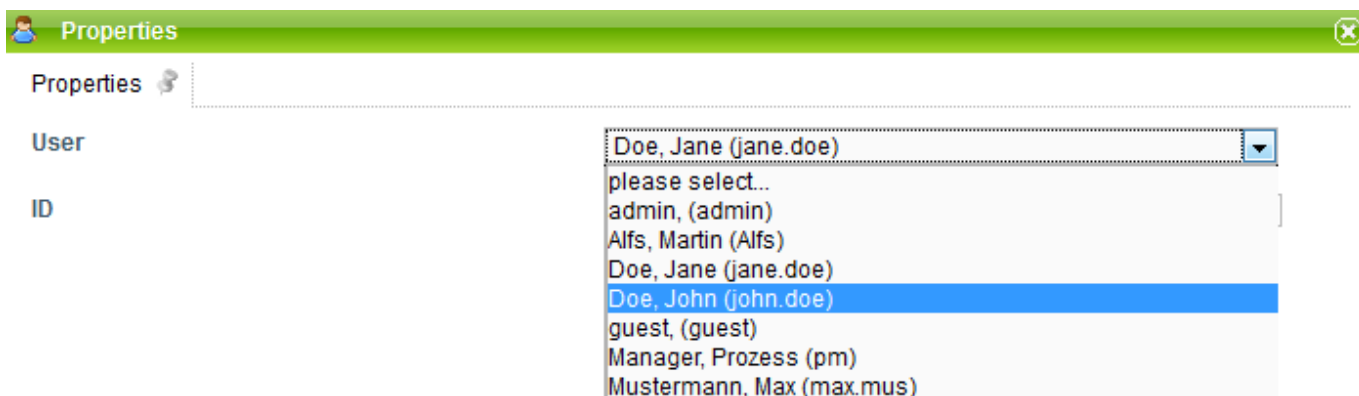 Properties
Properties
User
Doe, Jane (jane.doe)
please select...
ID
admin, (admin)
Alfs, Martin (Alfs)
Doe, Jane (jane.doe)
Doe, John (john.doe)
guest, (guest)
Manager, Prozess (pm)
Mustermann, Max (max.mus)